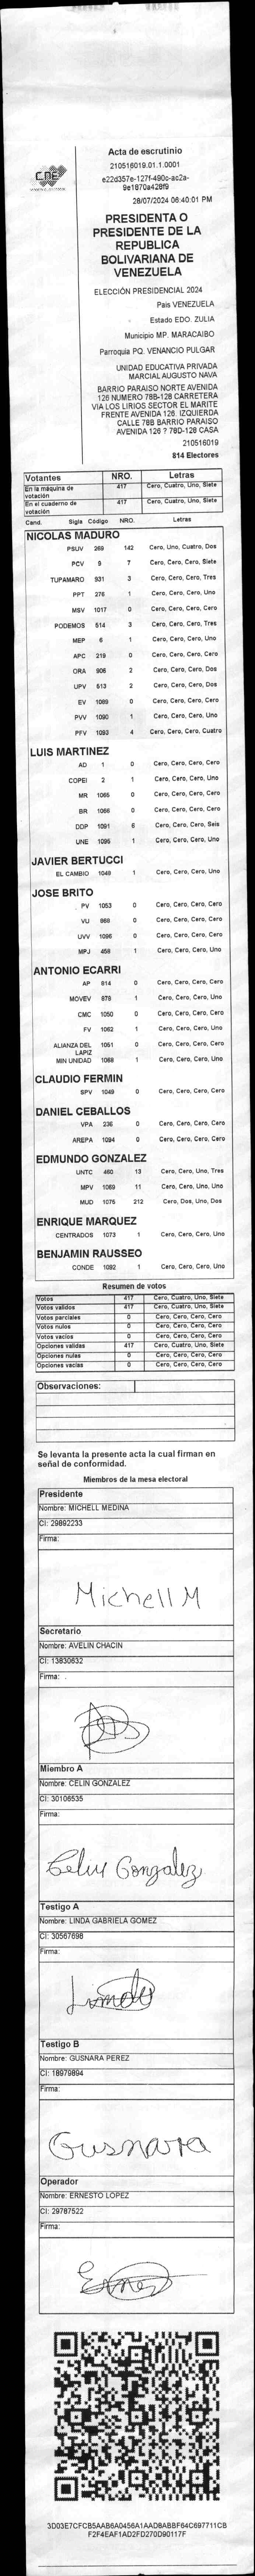 CNE
Acta de escrutinio
210516019.01.1.0001
e22d357e-127f-490c-ac2a-
9e1870a428f9
28/07/2024 06:40:01 PM
PRESIDENTA O
PRESIDENTE DE LA
REPUBLICA
BOLIVARIANA DE
VENEZUELA
ELECCIÓN PRESIDENCIAL 2024
Pais VENEZUELA
Estado EDO. ZULIA
Municipio MP. MARACAIBO
Parroquia PQ. VENANCIO PULGAR
UNIDAD EDUCATIVA PRIVADA
MARCIAL AUGUSTO NAVA
BARRIO PARAISO NORTE AVENIDA
126 NUMERO 78B-128 CARRETERA
VIA LOS LIRIOS SECTOR EL MARITE
FRENTE AVENIDA 126. IZQUIERDA
CALLE 78B BARRIO PARAISO
AVENIDA 126 ? 78D-126 CASA
210516019
814 Electores
Votantes NRO. Letras
En la máquina de votación 417 Cero, Cuatro, Uno, Siete
En el cuaderno de votación 417 Cero, Cuatro, Uno, Siete
Cand. Sigla Código NRO. Letras
NICOLAS MADURO
PSUV 269 142 Cero, Uno, Cuatro, Dos
PCV 9 7 Cero, Cero, Cero, Siete
TUPAMARO 931 3 Cero, Cero, Cero, Tres
PPT 276 1 Cero, Cero, Cero, Uno
MSV 1017 0 Cero, Cero, Cero, Cero
PODEMOS 514 3 Cero, Cero, Cero, Tres
MEP 6 1 Cero, Cero, Cero, Uno
APC 219 0 Cero, Cero, Cero, Cero
ORA 906 2 Cero, Cero, Cero, Dos
UPV 513 2 Cero, Cero, Cero, Dos
EV 1089 0 Cero, Cero, Cero, Cero
PVV 1090 1 Cero, Cero, Cero, Uno
PFV 1093 4 Cero, Cero, Cero, Cuatro
LUIS MARTINEZ
AD 1 0 Cero, Cero, Cero, Cero
COPEI 2 1 Cero, Cero, Cero, Uno
MR 1065 0 Cero, Cero, Cero, Cero
BR 1066 0 Cero, Cero, Cero, Cero
DDP 1091 6 Cero, Cero, Cero, Seis
UNE 1095 1 Cero, Cero, Cero, Uno
JAVIER BERTUCCI
EL CAMBIO 1048 1 Cero, Cero, Cero, Uno
JOSE BRITO
PV 1053 0 Cero, Cero, Cero, Cero
VU 868 0 Cero, Cero, Cero, Cero
UVV 1096 0 Cero, Cero, Cero, Cero
MPJ 458 1 Cero, Cero, Cero, Uno
ANTONIO ECARRI
AP 814 0 Cero, Cero, Cero, Cero
MOVEV 878 1 Cero, Cero, Cero, Uno
CMC 1050 0 Cero, Cero, Cero, Cero
FV 1062 1 Cero, Cero, Cero, Uno
ALIANZA DEL LAPIZ 1051 0 Cero, Cero, Cero, Cero
MIN UNIDAD 1068 1 Cero, Cero, Cero, Uno
CLAUDIO FERMIN
SPV 1049 0 Cero, Cero, Cero, Cero
DANIEL CEBALLOS
VPA 236 0 Cero, Cero, Cero, Cero
AREPA 1094 0 Cero, Cero, Cero, Cero
EDMUNDO GONZALEZ
UNTC 460 13 Cero, Cero, Uno, Tres
MPV 1069 11 Cero, Cero, Uno, Uno
MUD 1075 212 Cero, Dos, Uno, Dos
ENRIQUE MARQUEZ
CENTRADOS 1073 1 Cero, Cero, Cero, Uno
BENJAMIN RAUSSEO
CONDE 1092 1 Cero, Cero, Cero, Uno
Resumen de votos
Votos 417 Cero, Cuatro, Uno, Siete
Votos validos 417 Cero, Cuatro, Uno, Siete
Votos parciales 0 Cero, Cero, Cero, Cero
Votos nulos 0 Cero, Cero, Cero, Cero
Votos vacíos 0 Cero, Cero, Cero, Cero
Opciones validas 417 Cero, Cuatro, Uno, Siete
Opciones nulas 0 Cero, Cero, Cero, Cero
Opciones vacías 0 Cero, Cero, Cero, Cero
Observaciones:
Se levanta la presente acta la cual firman en
señal de conformidad.
Miembros de la mesa electoral
Presidente
Nombre: MICHELL MEDINA
CI: 29892233
Firma:
Michell M
Secretario
Nombre: AVELIN CHACIN
CI: 13830632
Firma:
Miembro A
Nombre: CELIN GONZALEZ
CI: 30106535
Firma:
Celin Gonzalez
Testigo A
Nombre: LINDA GABRIELA GOMEZ
CI: 30567698
Firma:
Linda
Testigo B
Nombre: GUSNARA PEREZ
CI: 18979894
Firma:
Gusnara
Operador
Nombre: ERNESTO LOPEZ
CI: 29787522
Firma:
3D03E7CFCB5AAB6A0456A1AADBABBF64C697711CB
F2F4EAF1AD2FD270D90117F